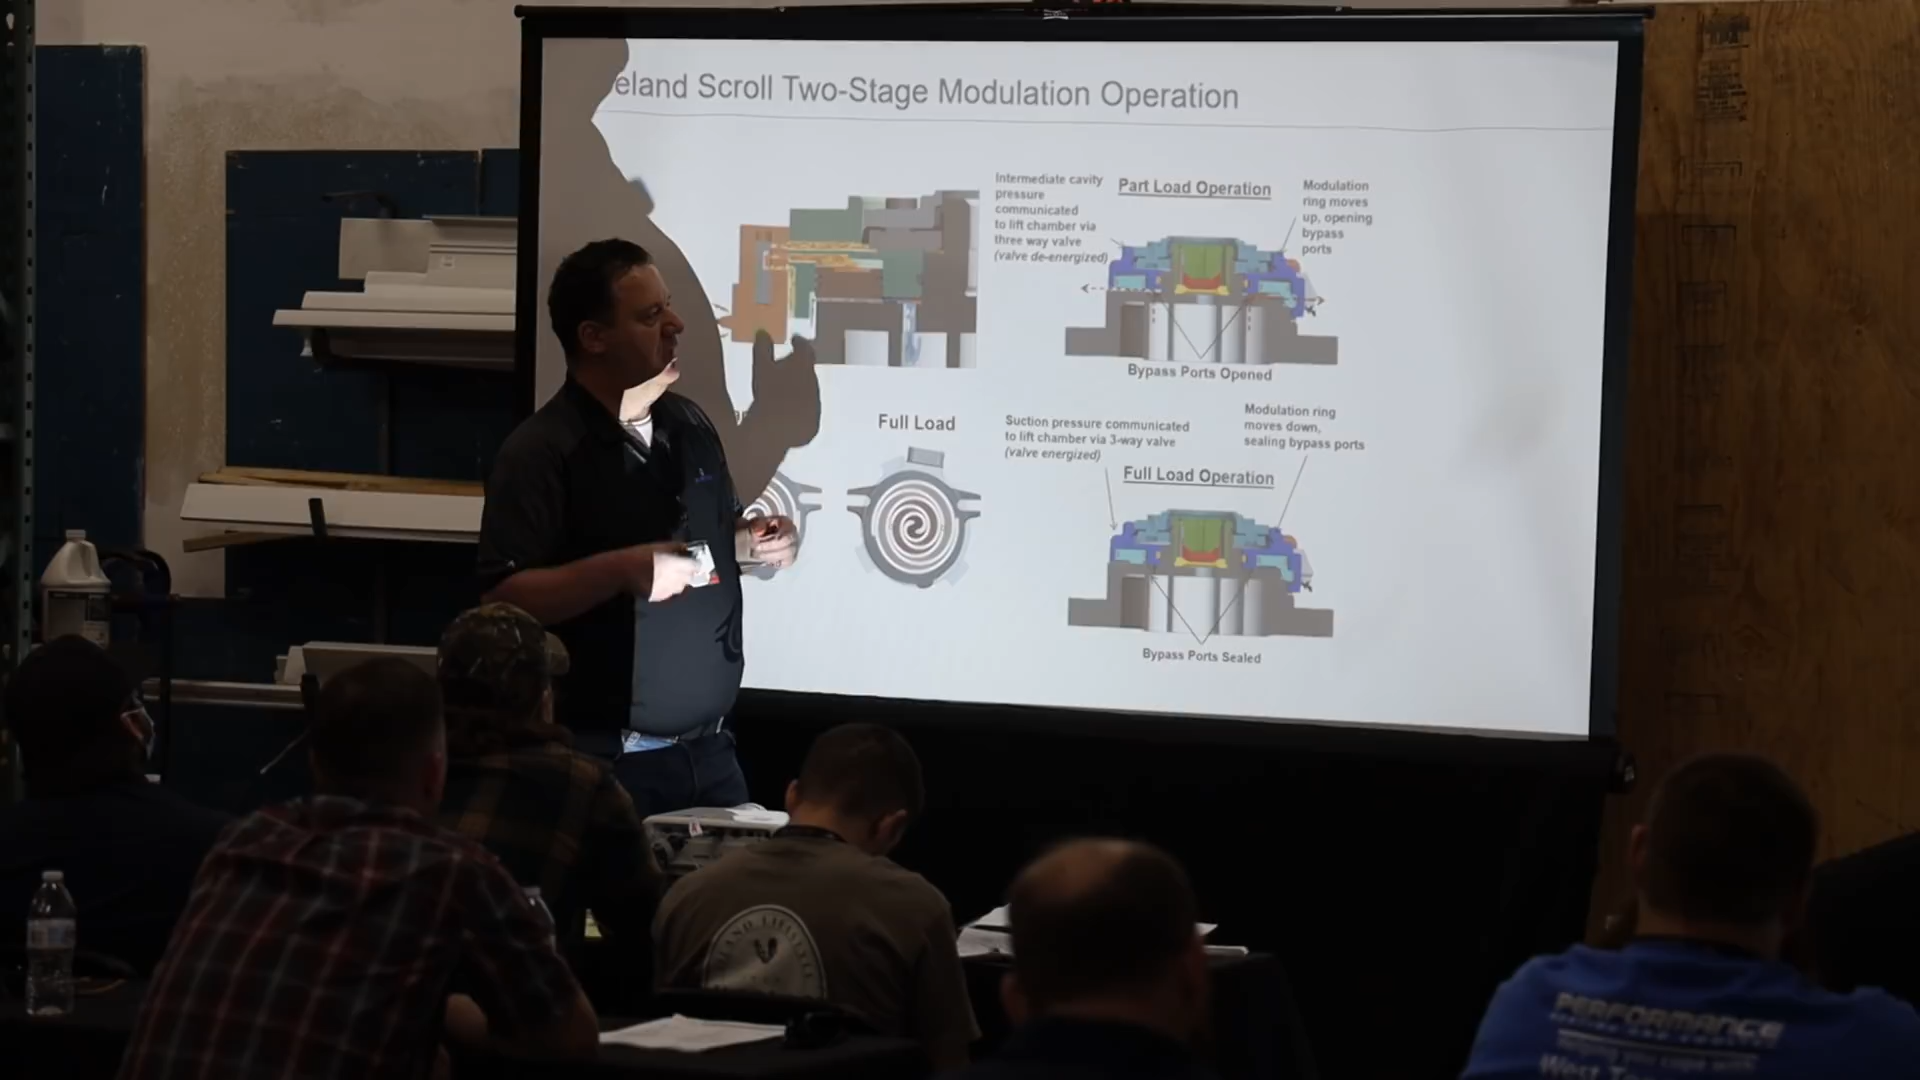 eland Scroll Two-Stage Modulation Operation
Intermediate cavity
pressure
communicated
to lift chamber via
three way valve
(valve de-energized)
Part Load Operation
Modulation
ring moves
up, opening
bypass
ports
Bypass Ports Opened
Full Load
Suction pressure communicated
to lift chamber via 3-way valve
(valve energized)
Modulation ring
moves down,
sealing bypass ports
Full Load Operation
Bypass Ports Sealed
PERFORMANCE
West